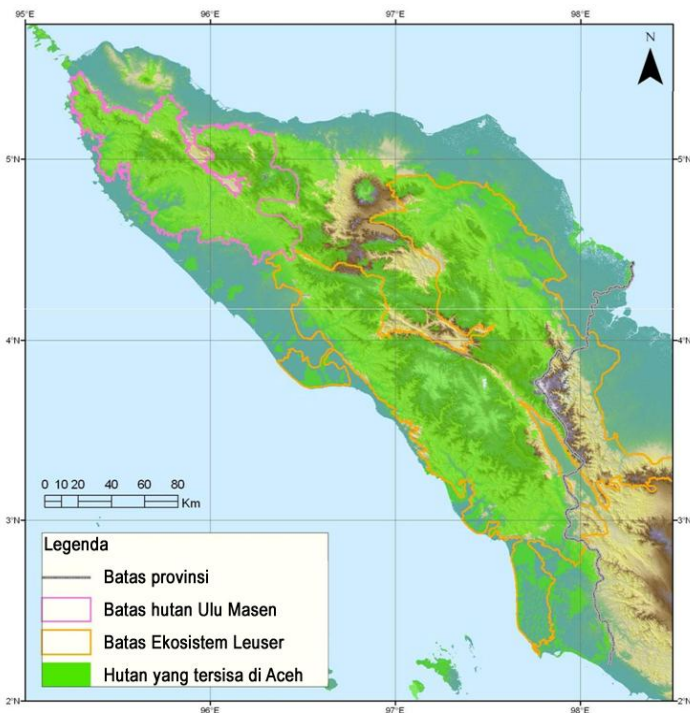 95°E 96°E 97°E 98°E
N
5°N 5°N
4°N 4°N
3°N 3°N
2°N 2°N
0 10 20 40 60 80
Km
Legenda
Batas provinsi
Batas hutan Ulu Masen
Batas Ekosistem Leuser
Hutan yang tersisa di Aceh
96°E 97°E 98°E